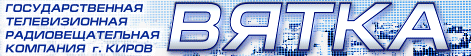 ГОСУДАРСТВЕННАЯ
ТЕЛЕВИЗИОННАЯ
РАДИОВЕЩАТЕЛЬНАЯ
КОМПАНИЯ г. КИРОВ
ВЯТКА